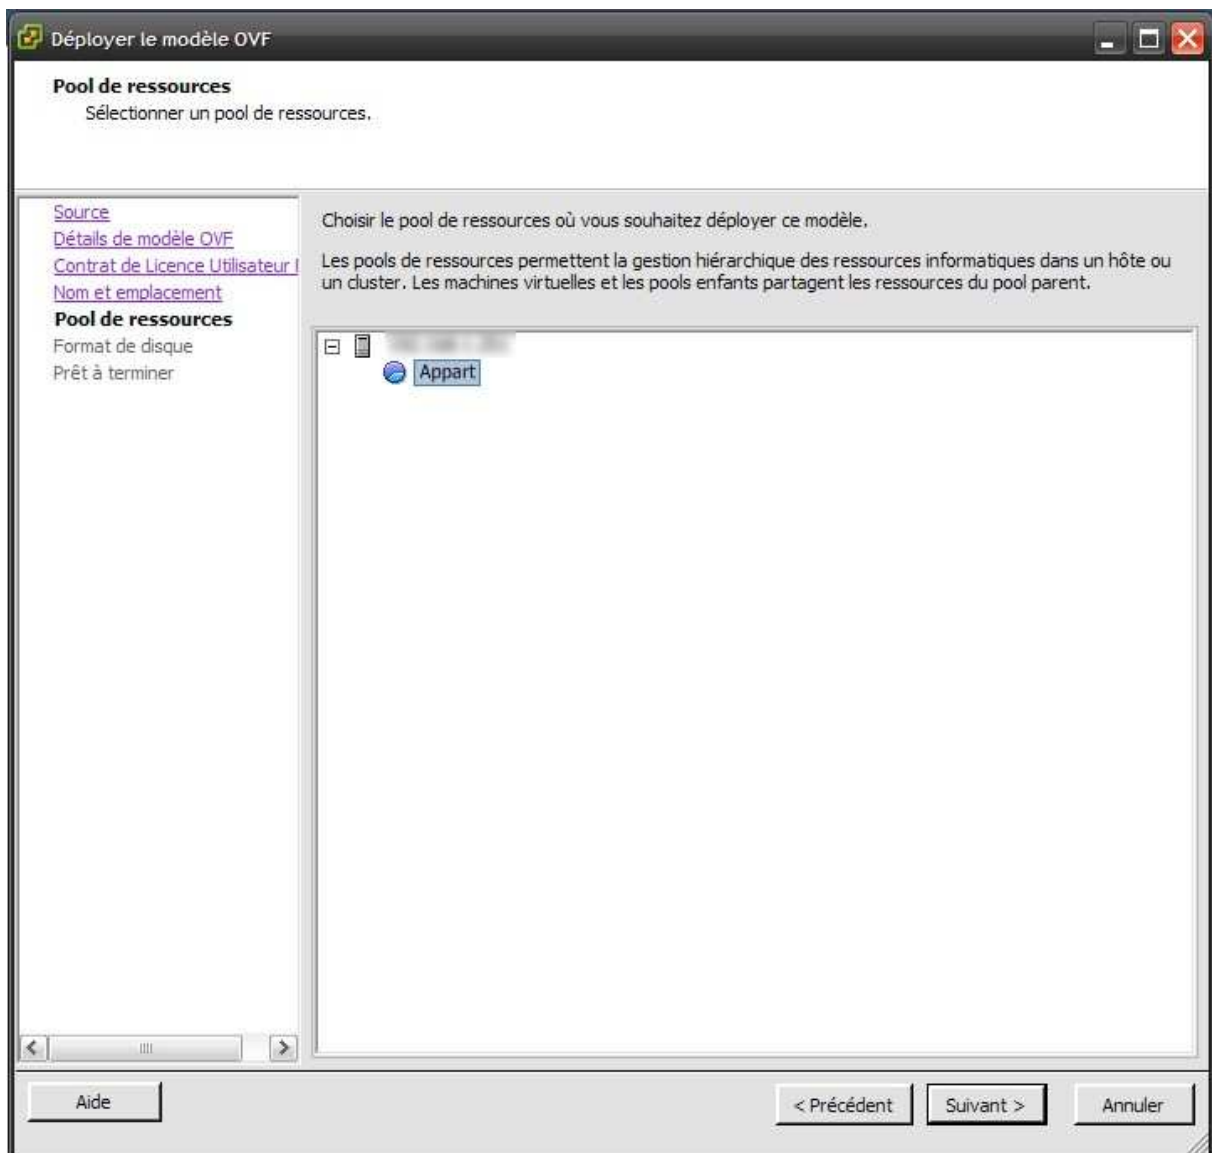 Déployer le modèle OVF
Pool de ressources
Sélectionner un pool de ressources.
Source
Détails de modèle OVF
Contrat de Licence Utilisateur
Nom et emplacement
Pool de ressources
Format de disque
Prêt à terminer
Choisir le pool de ressources où vous souhaitez déployer ce modèle.
Les pools de ressources permettent la gestion hiérarchique des ressources informatiques dans un hôte ou
un cluster. Les machines virtuelles et les pools enfants partagent les ressources du pool parent.
Appart
Aide
< Précédent
Suivant >
Annuler